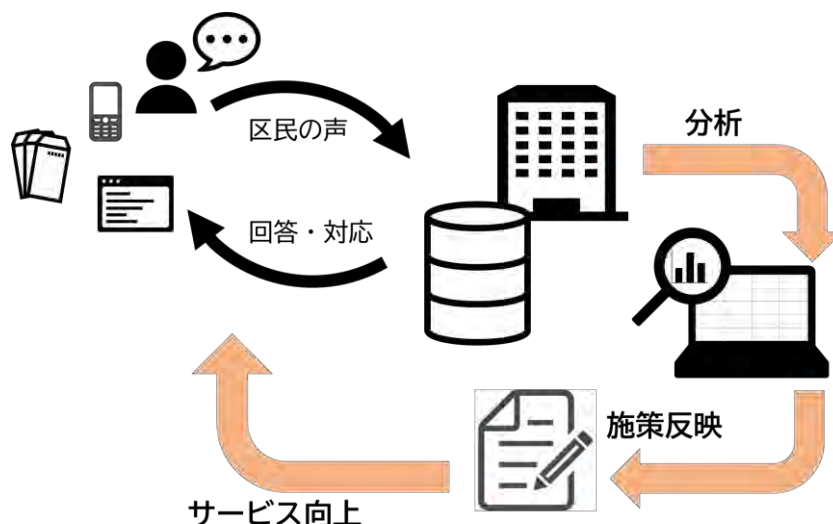 区民の声
分析
回答・対応
施策反映
サービス向上